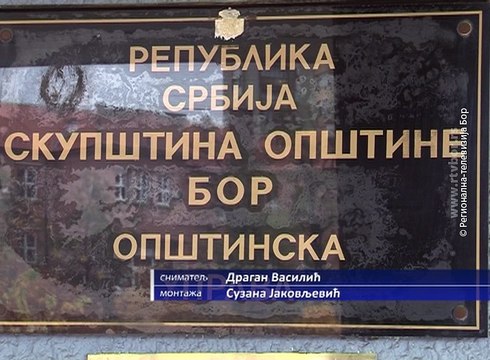 РЕПУБЛИКА
СРБИЈА
СКУПШТИНА ОПШТИНЕ
БОР
ОПШТИНСКА
сниматељ Драган Василић
монтажа Сузана Јаковљевић
© Регионална-телевизија Бор